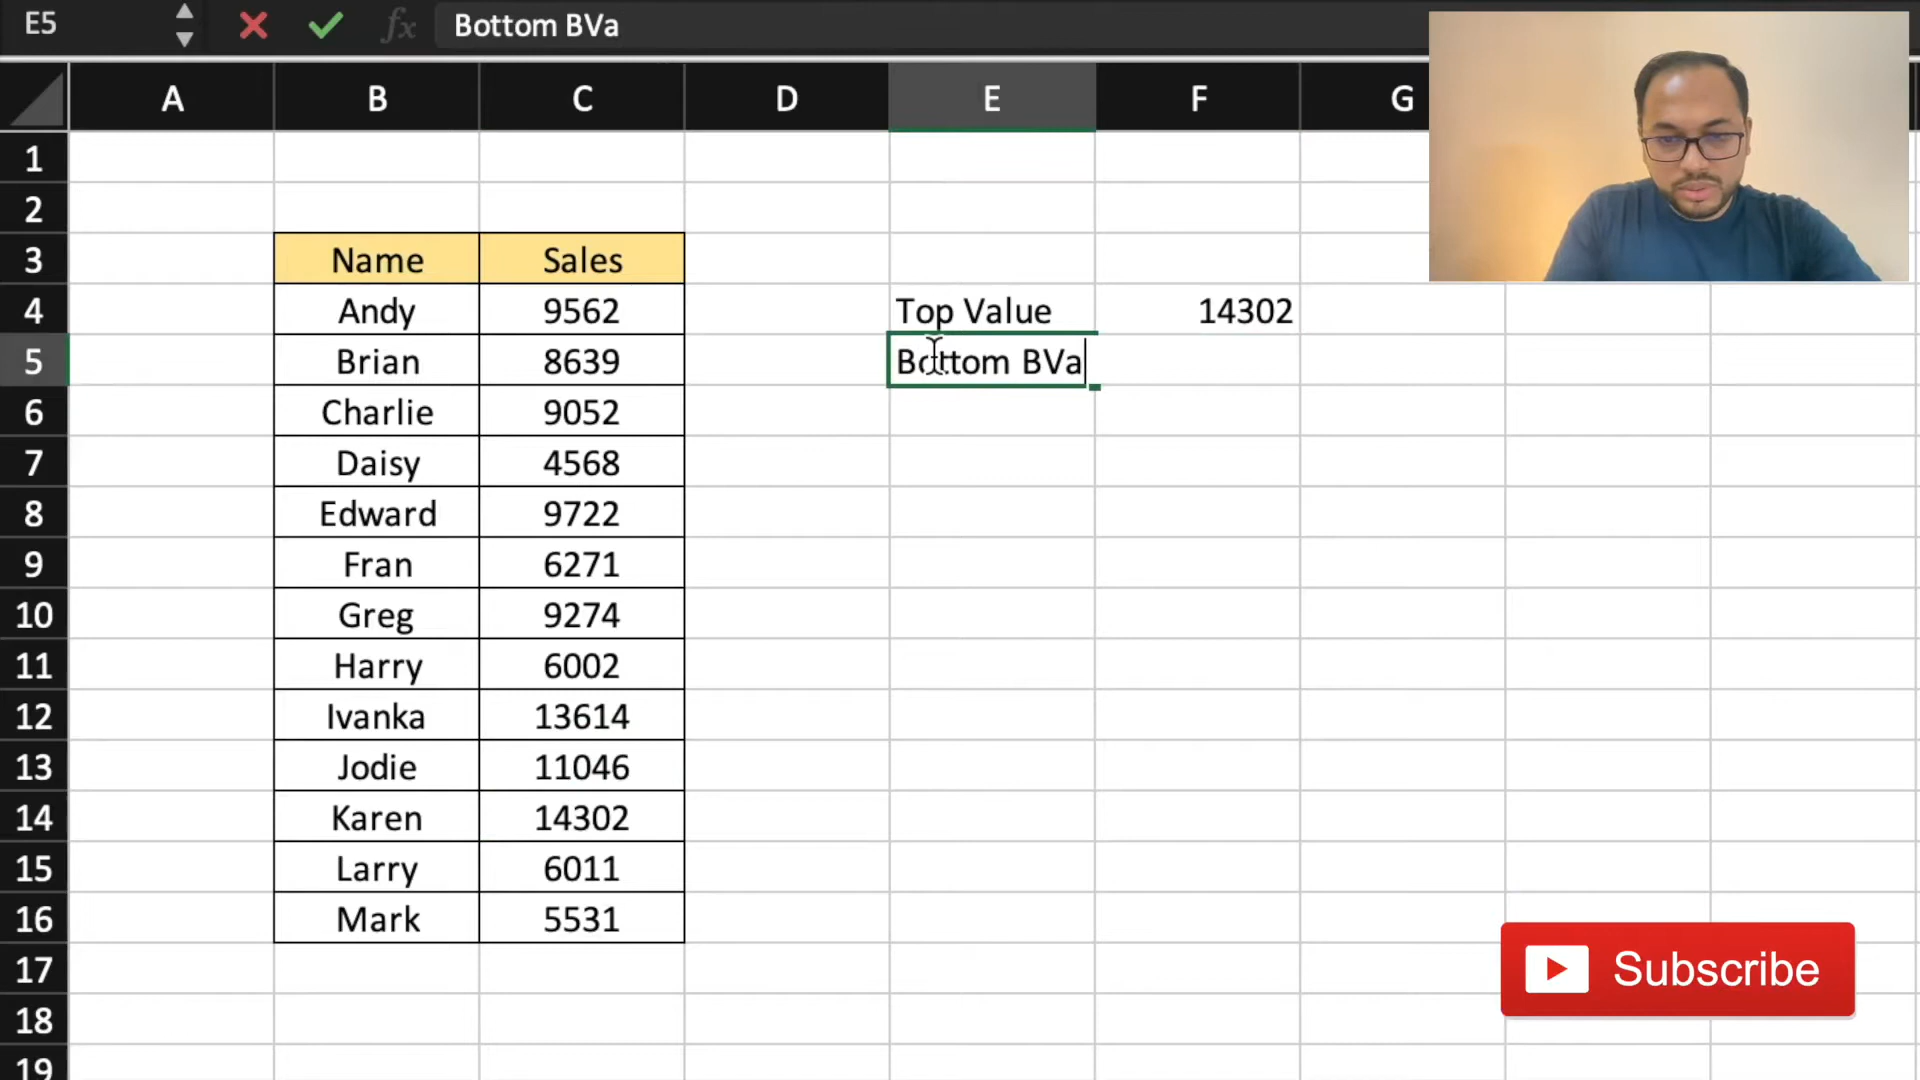 E5 fx Bottom BVa
A B C D E F G
1
2
3 Name Sales
4 Andy 9562 Top Value 14302
5 Brian 8639 Bottom BVa
6 Charlie 9052
7 Daisy 4568
8 Edward 9722
9 Fran 6271
10 Greg 9274
11 Harry 6002
12 Ivanka 13614
13 Jodie 11046
14 Karen 14302
15 Larry 6011
16 Mark 5531
17 Subscribe
18
19